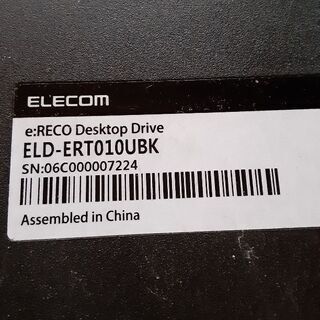 ELECOM
e:RECO Desktop Drive
ELD-ERT010UBK
SN:06C000007224
Assembled in China